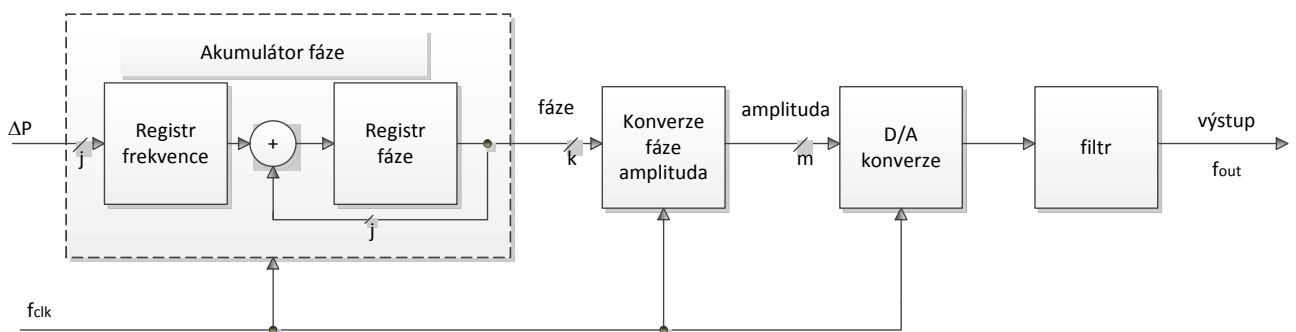 Akumulátor fáze
ΔP
j
Registr
frekvence
+
Registr
fáze
j
fáze
k
Konverze
fáze
amplituda
amplituda
m
D/A
konverze
filtr
výstup
fout
fclk